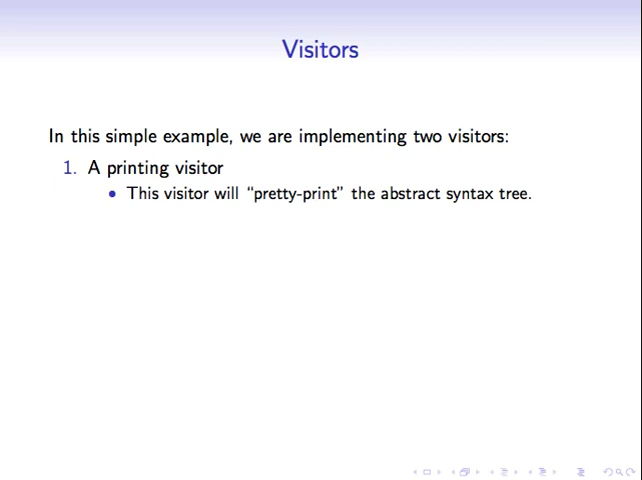 Visitors
In this simple example, we are implementing two visitors:
1. A printing visitor
• This visitor will “pretty-print” the abstract syntax tree.